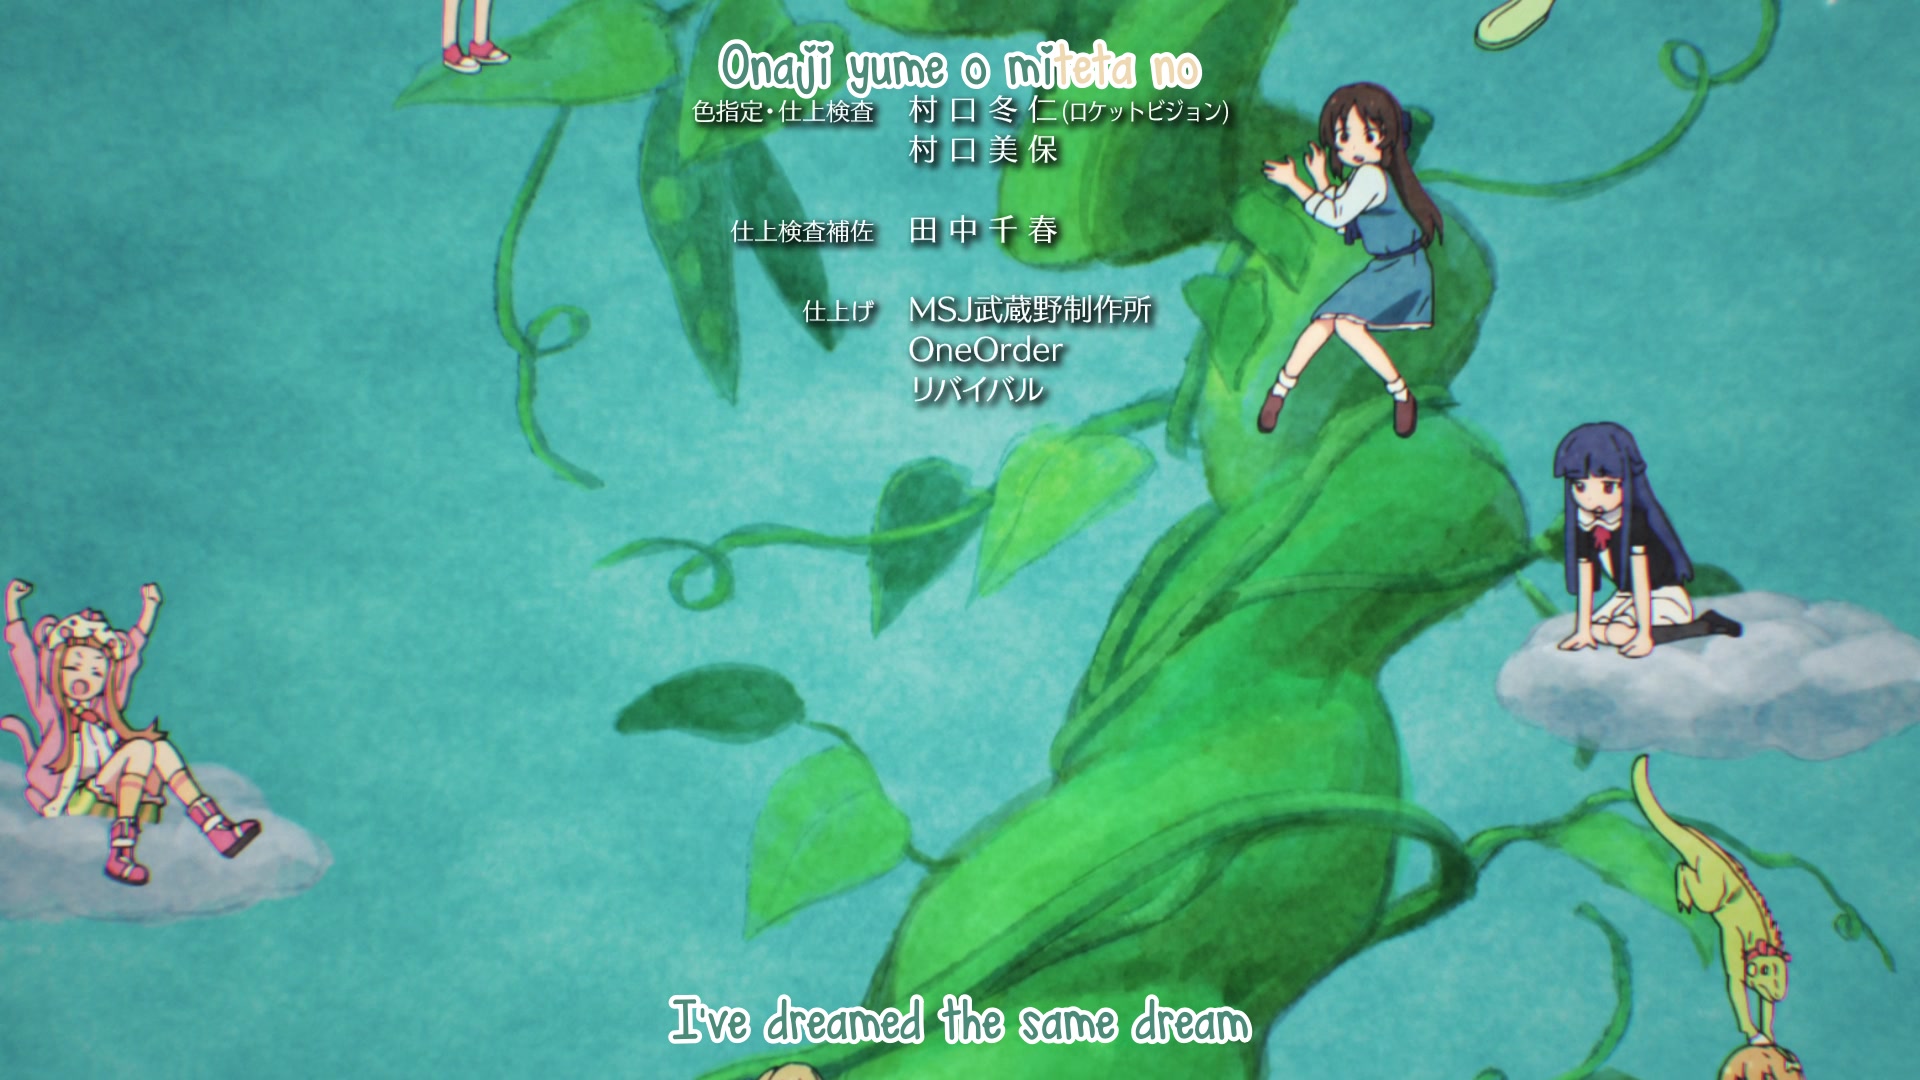 Onaji yume o miteta no
色指定・仕上検査 村口冬仁(ロケットビジョン)
村口美保
仕上検査補佐 田中千春
仕上げ MSJ武蔵野制作所
OneOrder
リバイバル
I've dreamed the same dream